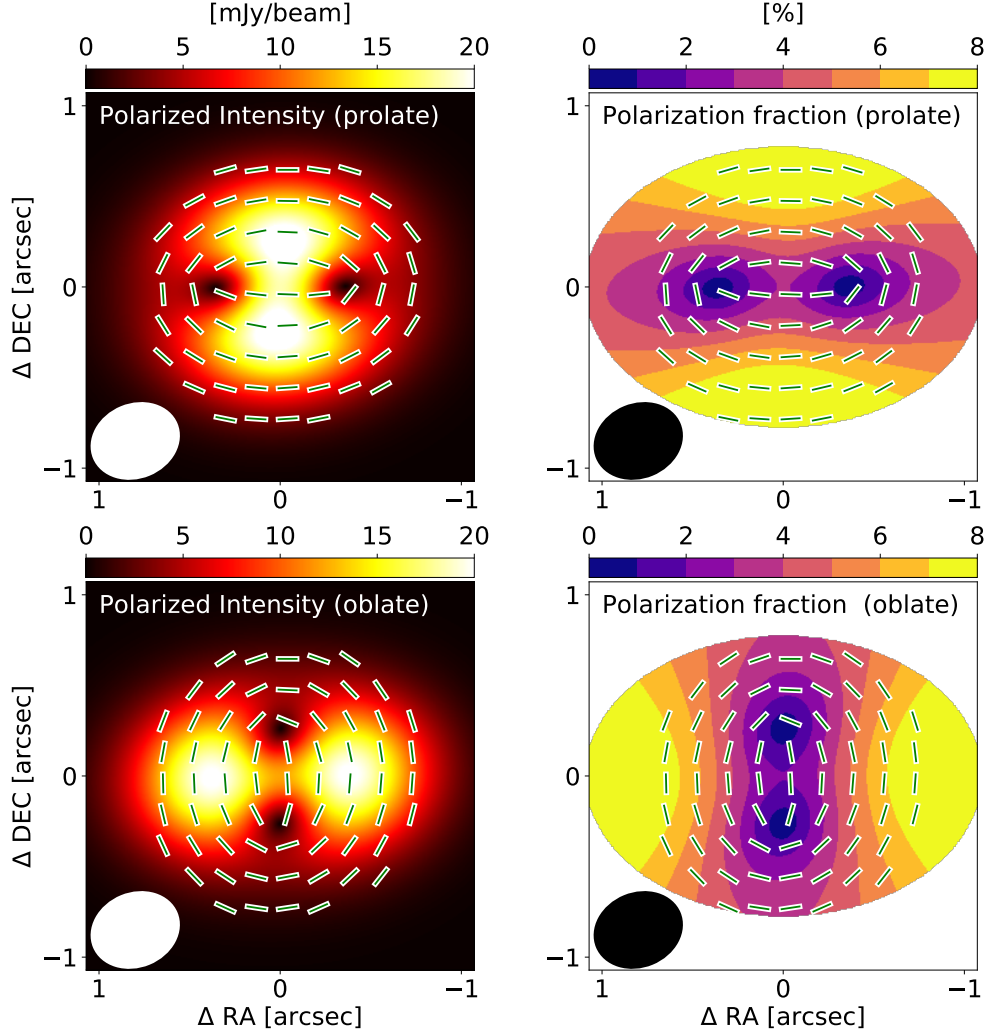 [mJy/beam] [%]
0 5 10 15 20 0 2 4 6 8
1 Polarized Intensity (prolate) Polarization fraction (prolate) 1
Δ DEC [arcsec]
0 0
−1 −1
1 0 −1 1 0 −1
0 5 10 15 20 0 2 4 6 8
1 Polarized Intensity (oblate) 1 Polarization fraction (oblate)
Δ DEC [arcsec]
0 0
−1 −1
1 0 −1 1 0 −1
Δ RA [arcsec] Δ RA [arcsec]